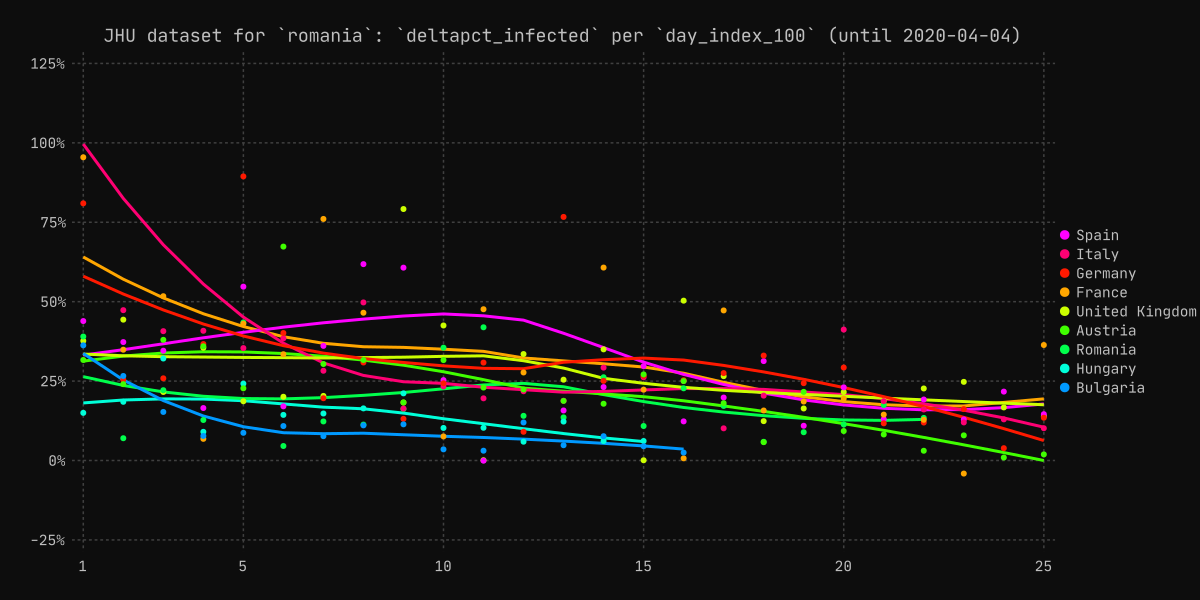 JHU dataset for `romania`: `deltapct_infected` per `day_index_100` (until 2020-04-04)
125%
100%
75%
50%
25%
0%
-25%
1 5 10 15 20 25
Spain
Italy
Germany
France
United Kingdom
Austria
Romania
Hungary
Bulgaria